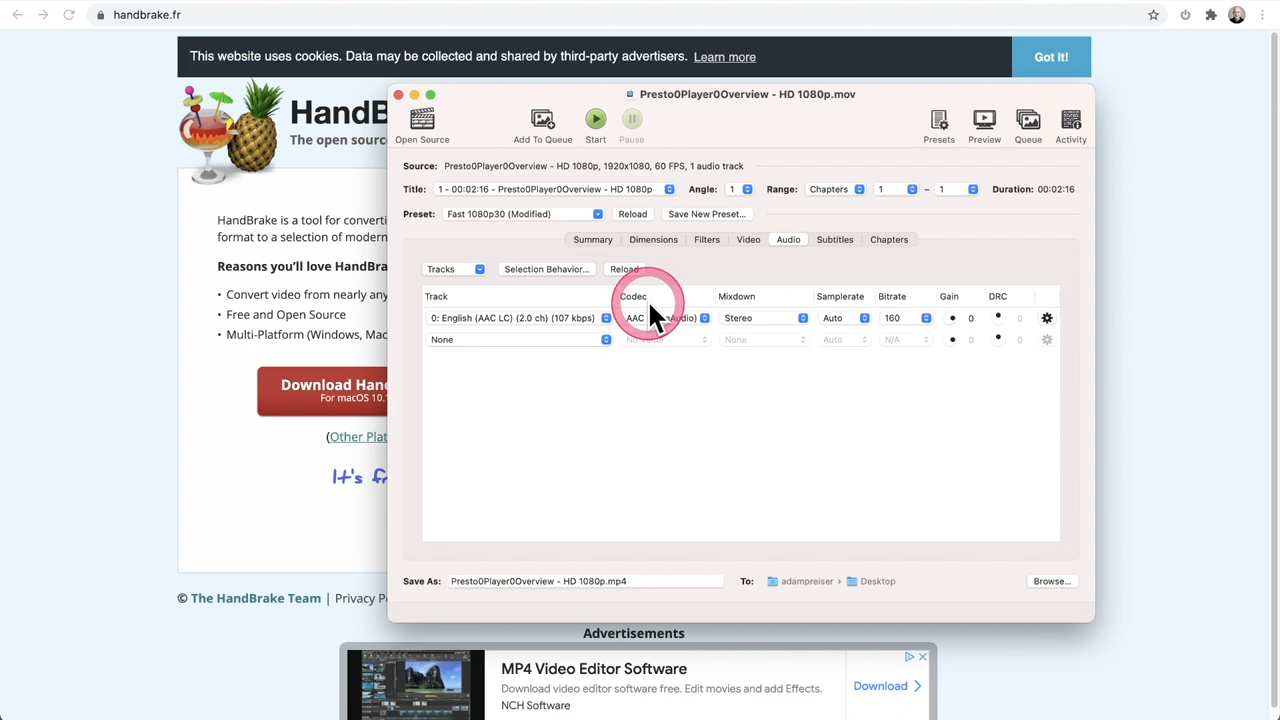 handbrake.fr
This website uses cookies. Data may be collected and shared by third-party advertisers. Learn more
Got it!
HandB
The open sourc
Presto0Player0Overview - HD 1080p.mov
Open Source
Add To Queue
Start
Pause
Presets
Preview
Queue
Activity
Source: Presto0Player0Overview - HD 1080p, 1920x1080, 60 FPS, 1 audio track
Title: 1 - 00:02:16 - Presto0Player0Overview - HD 1080p Angle: 1 Range: Chapters 1 – 1 Duration: 00:02:16
Preset: Fast 1080p30 (Modified) Reload Save New Preset...
Summary Dimensions Filters Video Audio Subtitles Chapters
Tracks Selection Behavior... Reload
Track Codec Mixdown Samplerate Bitrate Gain DRC
0: English (AAC LC) (2.0 ch) (107 kbps) AAC eAudio) Stereo Auto 160 0 0
None No Value None Auto N/A 0 0
Save As: Presto0Player0Overview - HD 1080p.mp4 To: adampreiser › Desktop Browse...
HandBrake is a tool for converti
format to a selection of modern
Reasons you'll love HandBra
• Convert video from nearly any
• Free and Open Source
• Multi-Platform (Windows, Mac
Download Han
For macOS 10.
(Other Plat
It's fr
© The HandBrake Team | Privacy P
Advertisements
MP4 Video Editor Software
Download video editor software free. Edit movies and add Effects.
NCH Software
Download